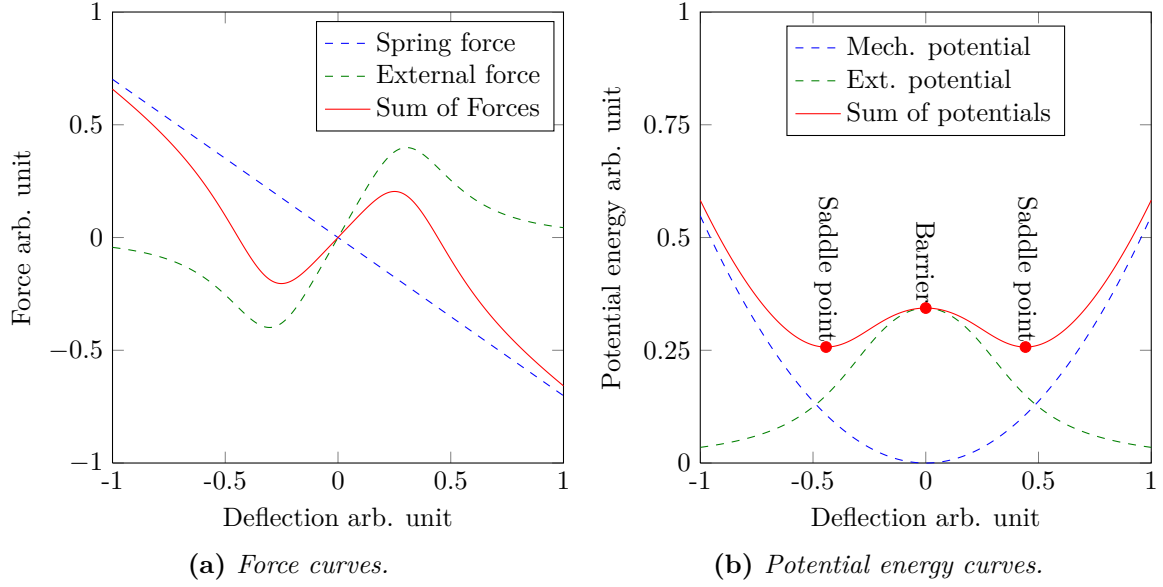 Spring force
External force
Sum of Forces
1
0.5
0
−0.5
−1
Force arb. unit
-1
-0.5
0
0.5
1
Deflection arb. unit
(a) Force curves.
Mech. potential
Ext. potential
Sum of potentials
1
0.75
0.5
0.25
0
Potential energy arb. unit
Saddle point
Barrier
Saddle point
-1
-0.5
0
0.5
1
Deflection arb. unit
(b) Potential energy curves.